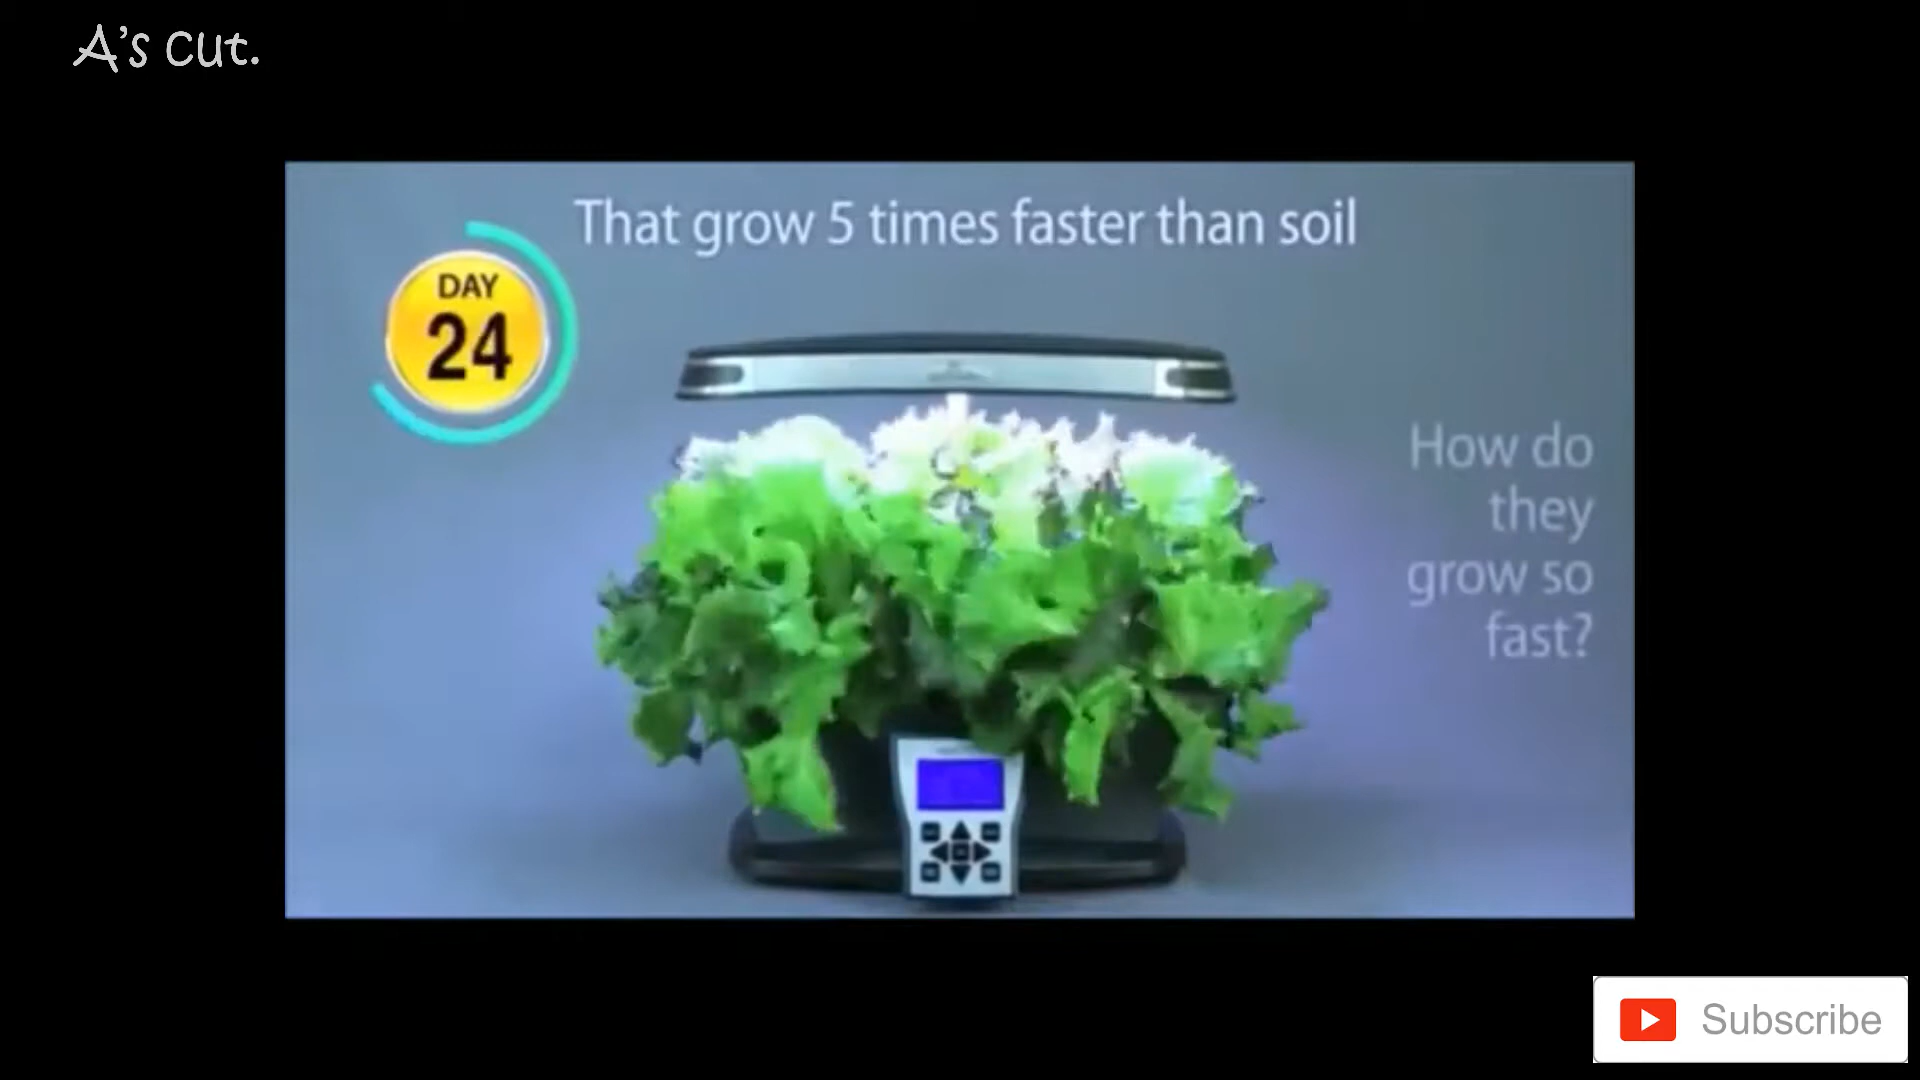 A's cut.
That grow 5 times faster than soil
DAY
24
How do
they
grow so
fast?
Subscribe